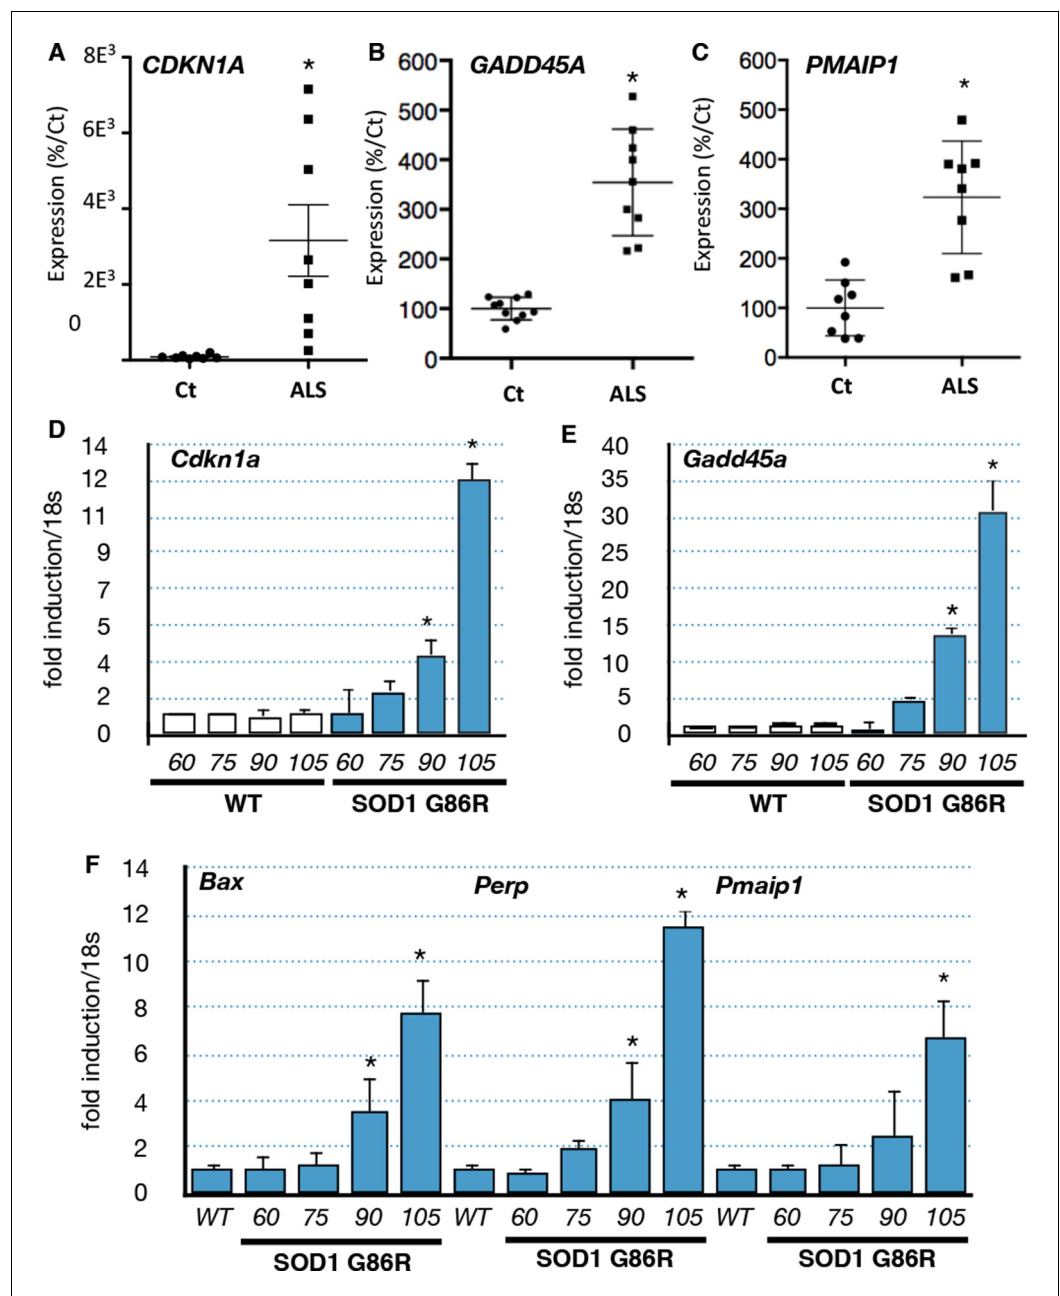 A
CDKN1A
*
8E3
6E3
4E3
2E3
0
Expression (%/Ct)
Ct
ALS
B
GADD45A
*
600
500
400
300
200
100
0
Expression (%/Ct)
Ct
ALS
C
PMAIP1
*
600
500
400
300
200
100
0
Expression (%/Ct)
Ct
ALS
D
Cdkn1a
14
12
11
9
7
5
4
2
0
fold induction/18s
*
*
60 75 90 105 60 75 90 105
WT
SOD1 G86R
E
Gadd45a
40
35
30
25
20
15
10
5
0
fold induction/18s
*
*
60 75 90 105 60 75 90 105
WT
SOD1 G86R
F
Bax
Perp
Pmaip1
14
12
10
8
6
4
2
0
fold induction/18s
*
*
*
*
*
WT 60 75 90 105 WT 60 75 90 105 WT 60 75 90 105
SOD1 G86R
SOD1 G86R
SOD1 G86R